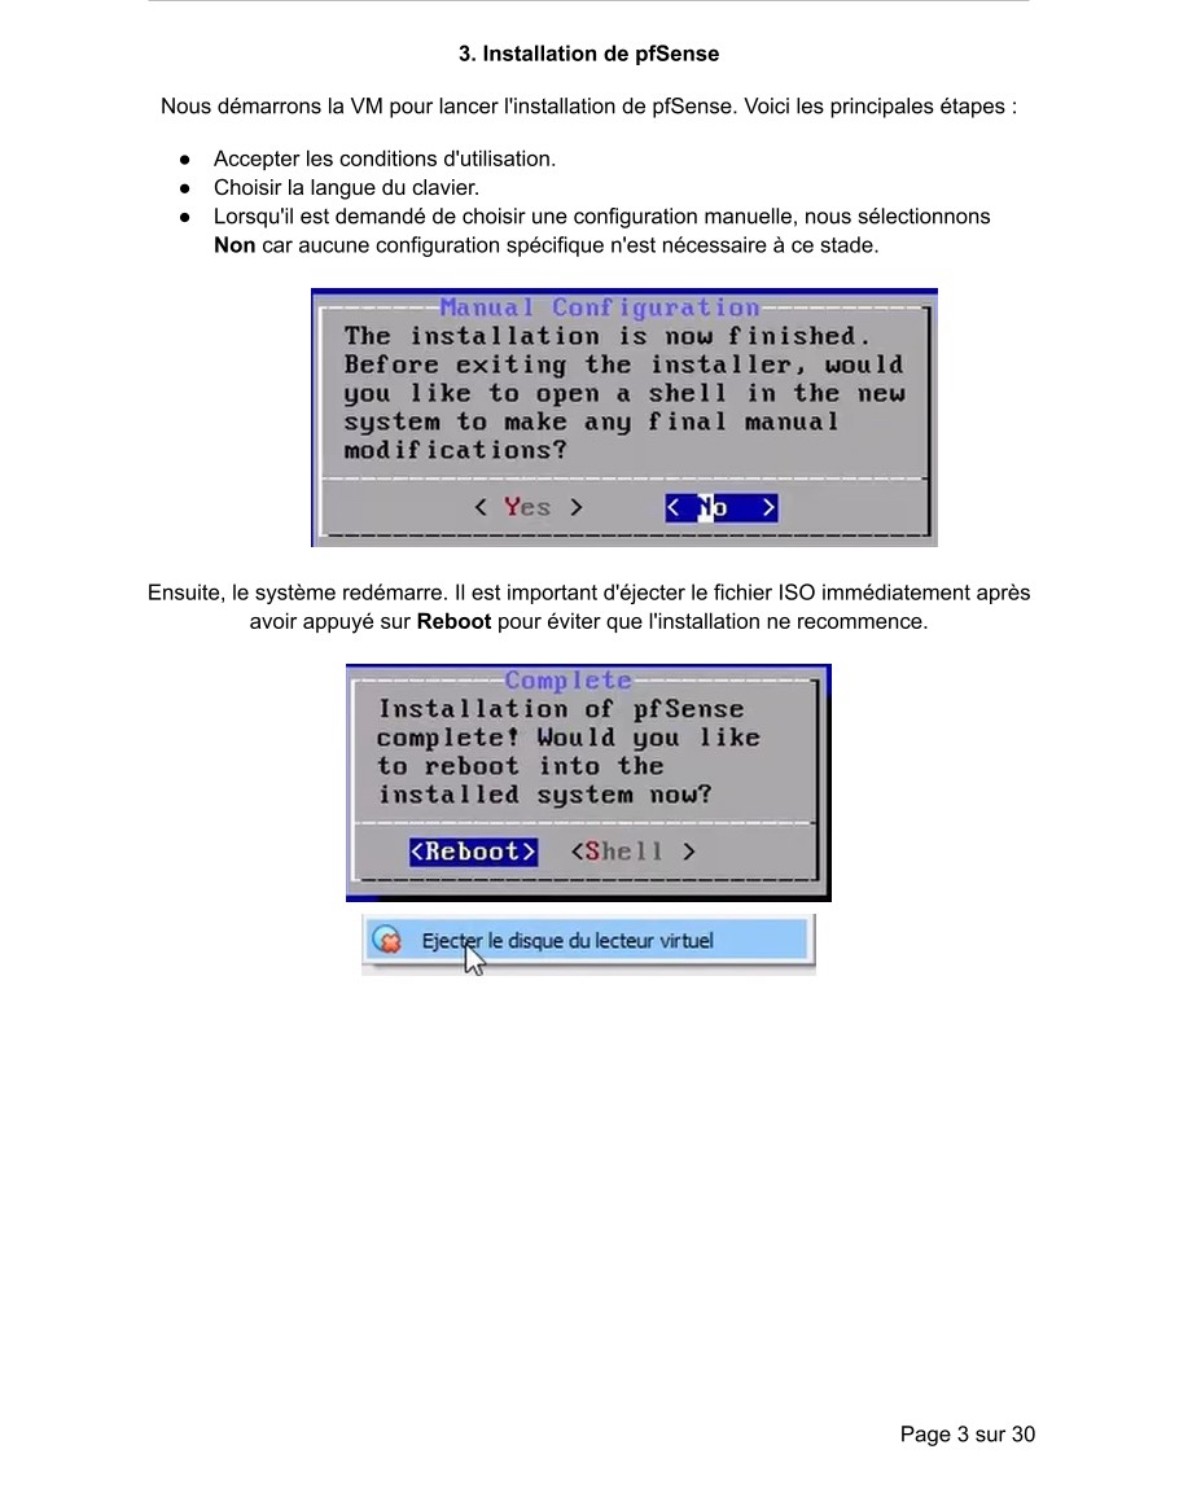 3. Installation de pfSense
Nous démarrons la VM pour lancer l'installation de pfSense. Voici les principales étapes :
● Accepter les conditions d'utilisation.
● Choisir la langue du clavier.
● Lorsqu'il est demandé de choisir une configuration manuelle, nous sélectionnons
Non car aucune configuration spécifique n'est nécessaire à ce stade.
Manual Configuration
The installation is now finished.
Before exiting the installer, would
you like to open a shell in the new
system to make any final manual
modifications?
< Yes > < No >
Ensuite, le système redémarre. Il est important d'éjecter le fichier ISO immédiatement après
avoir appuyé sur Reboot pour éviter que l'installation ne recommence.
Complete
Installation of pfSense
complete! Would you like
to reboot into the
installed system now?
<Reboot> <Shell >
Ejecter le disque du lecteur virtuel
Page 3 sur 30